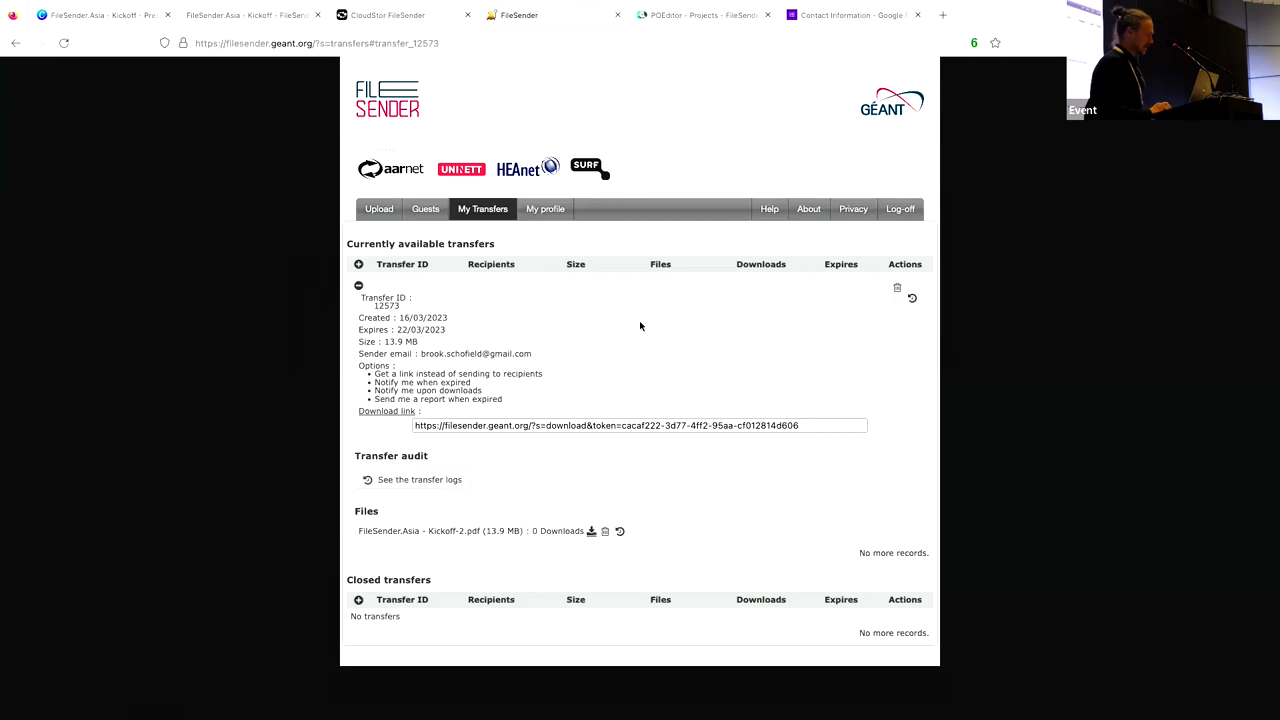 FileSender.Asia - Kickoff - Pre
FileSender.Asia - Kickoff - FileSen
CloudStor FileSender
FileSender
POEditor - Projects - FileSend
Contact Information - Google F
https://filesender.geant.org/?s=transfers#transfer_12573
6
Event
FILE
SENDER
GÉANT
aarnet
UNINETT
HEAnet
SURF
Upload
Guests
My Transfers
My profile
Help
About
Privacy
Log-off
Currently available transfers
Transfer ID Recipients Size Files Downloads Expires Actions
Transfer ID :
12573
Created : 16/03/2023
Expires : 22/03/2023
Size : 13.9 MB
Sender email : brook.schofield@gmail.com
Options :
• Get a link instead of sending to recipients
• Notify me when expired
• Notify me upon downloads
• Send me a report when expired
Download link :
https://filesender.geant.org/?s=download&token=cacaf222-3d77-4ff2-95aa-cf012814d606
Transfer audit
See the transfer logs
Files
FileSender.Asia - Kickoff-2.pdf (13.9 MB) : 0 Downloads
No more records.
Closed transfers
Transfer ID Recipients Size Files Downloads Expires Actions
No transfers
No more records.